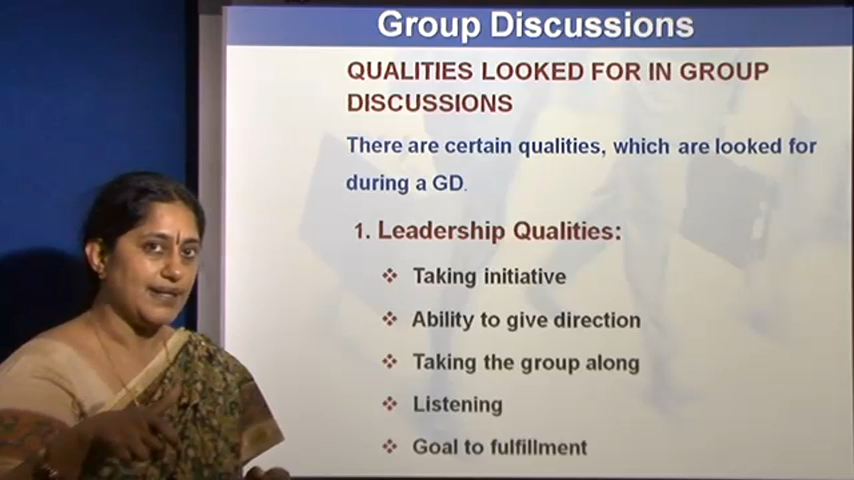 Group Discussions
QUALITIES LOOKED FOR IN GROUP
DISCUSSIONS
There are certain qualities, which are looked for
during a GD.
1. Leadership Qualities:
❖ Taking initiative
❖ Ability to give direction
❖ Taking the group along
❖ Listening
❖ Goal to fulfillment